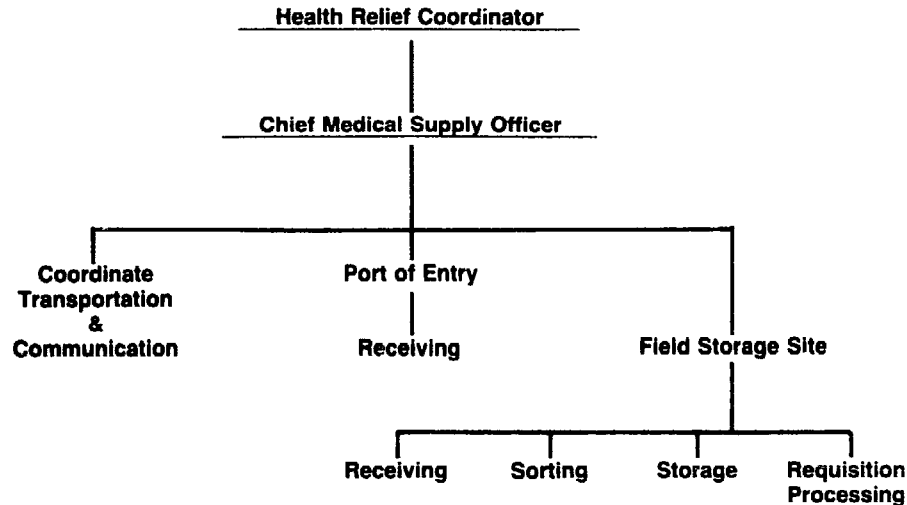 Health Relief Coordinator
Chief Medical Supply Officer
Coordinate
Transportation
&
Communication
Port of Entry
Receiving
Field Storage Site
Receiving
Sorting
Storage
Requisition
Processing